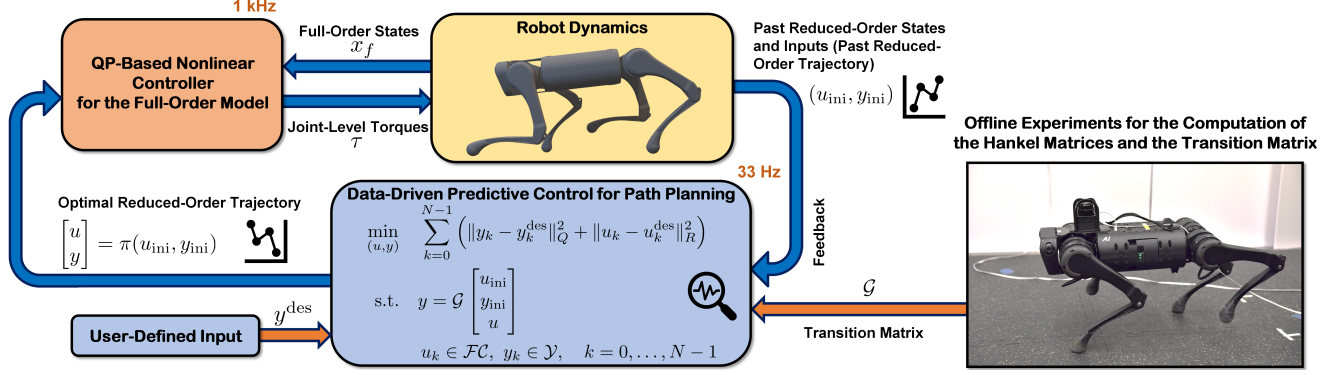 1 kHz
QP-Based Nonlinear
Controller
for the Full-Order Model
Full-Order States
x_f
Joint-Level Torques
τ
Robot Dynamics
Past Reduced-Order States
and Inputs (Past Reduced-
Order Trajectory)
(u_ini, y_ini)
Offline Experiments for the Computation of
the Hankel Matrices and the Transition Matrix
33 Hz
Data-Driven Predictive Control for Path Planning
min_{(u,y)} \sum_{k=0}^{N-1} (‖y_k − y_k^{des}‖_Q^2 + ‖u_k − u_k^{des}‖_R^2)
s.t. y = 𝒢 [u_ini y_ini u]
u_k ∈ ℱ𝒞, y_k ∈ 𝒴, k = 0, . . . , N − 1
Optimal Reduced-Order Trajectory
[u y] = π(u_ini, y_ini)
User-Defined Input
y^{des}
Feedback
𝒢
Transition Matrix
A1